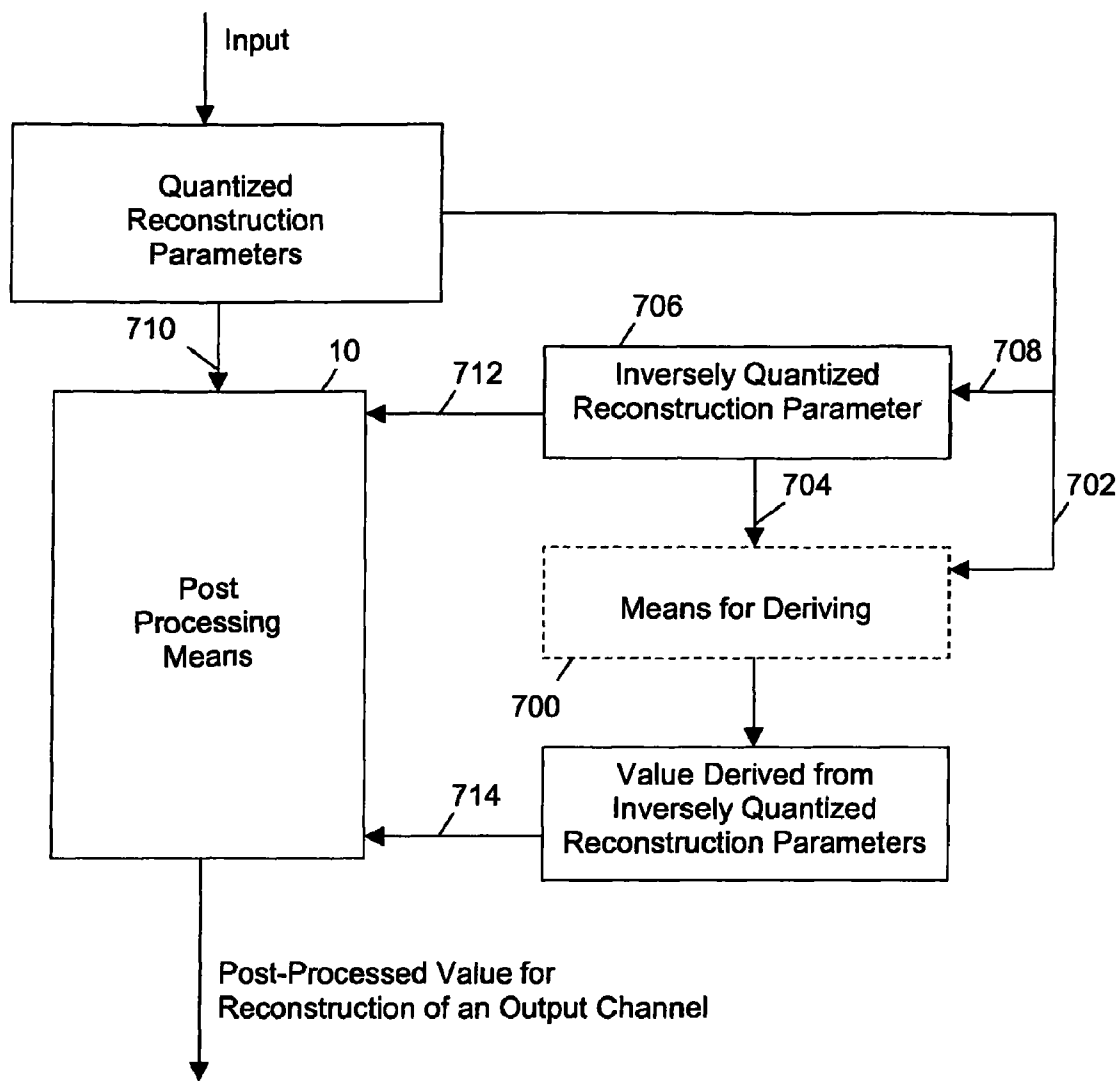 Input
Quantized
Reconstruction
Parameters
710
10
706
712
Inversely Quantized
Reconstruction Parameter
708
704
702
Post
Processing
Means
Means for Deriving
700
714
Value Derived from
Inversely Quantized
Reconstruction Parameters
Post-Processed Value for
Reconstruction of an Output Channel